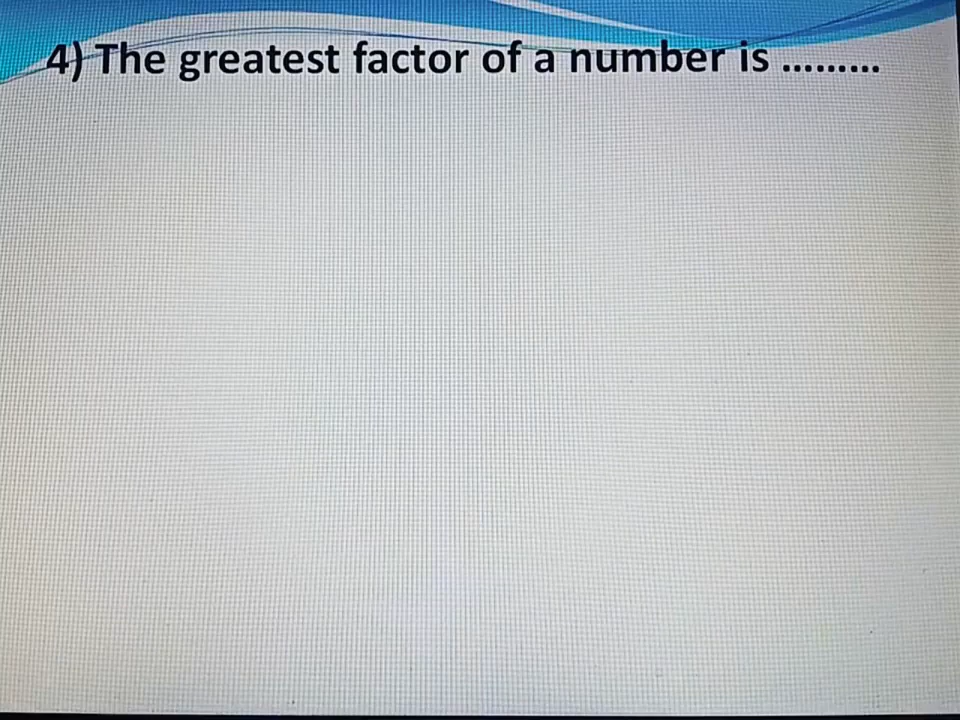 4) The greatest factor of a number is .........